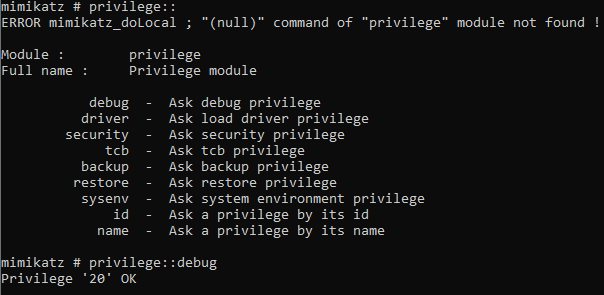 mimikatz # privilege::
ERROR mimikatz_doLocal ; "(null)" command of "privilege" module not found !
Module :        privilege
Full name :     Privilege module
debug  -  Ask debug privilege
driver  -  Ask load driver privilege
security  -  Ask security privilege
tcb  -  Ask tcb privilege
backup  -  Ask backup privilege
restore  -  Ask restore privilege
sysenv  -  Ask system environment privilege
id  -  Ask a privilege by its id
name  -  Ask a privilege by its name
mimikatz # privilege::debug
Privilege '20' OK